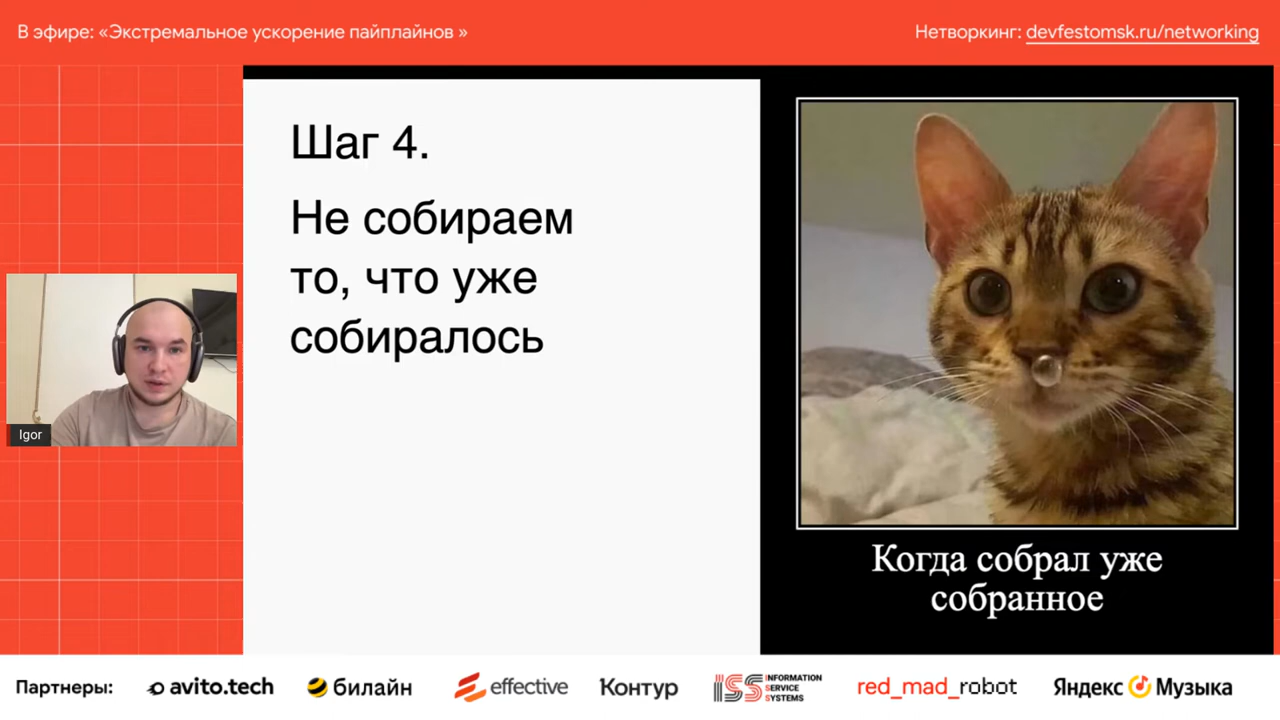 В эфире: «Экстремальное ускорение пайплайнов »
Нетворкинг: devfestomsk.ru/networking
Шаг 4.
Не собираем
то, что уже
собиралось
Igor
Когда собрал уже
собранное
Партнеры:
avito.tech
билайн
effective
Контур
ISS INFORMATION
SERVICE
SYSTEMS
red_mad_robot
Яндекс Музыка